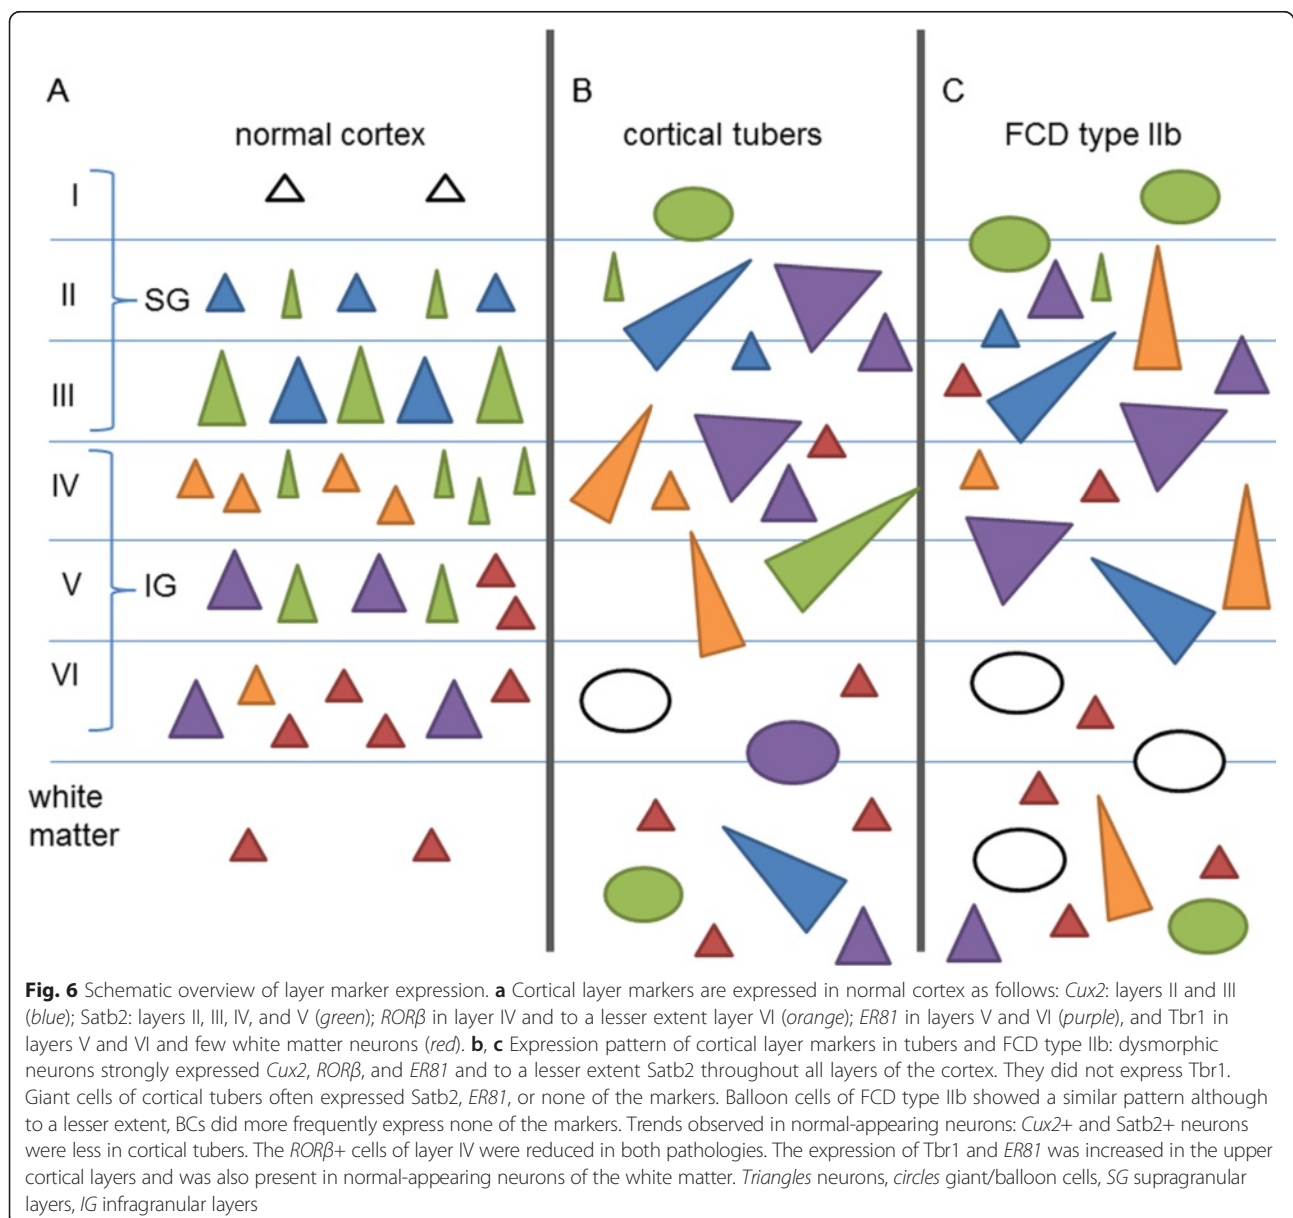 A
normal cortex
B
cortical tubers
C
FCD type IIb
I
II
SG
III
IV
V
IG
VI
white
matter
Fig. 6 Schematic overview of layer marker expression. a Cortical layer markers are expressed in normal cortex as follows: Cux2: layers II and III
(blue); Satb2: layers II, III, IV, and V (green); RORβ in layer IV and to a lesser extent layer VI (orange); ER81 in layers V and VI (purple), and Tbr1 in
layers V and VI and few white matter neurons (red). b, c Expression pattern of cortical layer markers in tubers and FCD type IIb: dysmorphic
neurons strongly expressed Cux2, RORβ, and ER81 and to a lesser extent Satb2 throughout all layers of the cortex. They did not express Tbr1.
Giant cells of cortical tubers often expressed Satb2, ER81, or none of the markers. Balloon cells of FCD type IIb showed a similar pattern although
to a lesser extent, BCs did more frequently express none of the markers. Trends observed in normal-appearing neurons: Cux2+ and Satb2+ neurons
were less in cortical tubers. The RORβ+ cells of layer IV were reduced in both pathologies. The expression of Tbr1 and ER81 was increased in the upper
cortical layers and was also present in normal-appearing neurons of the white matter. Triangles neurons, circles giant/balloon cells, SG supragranular
layers, IG infragranular layers